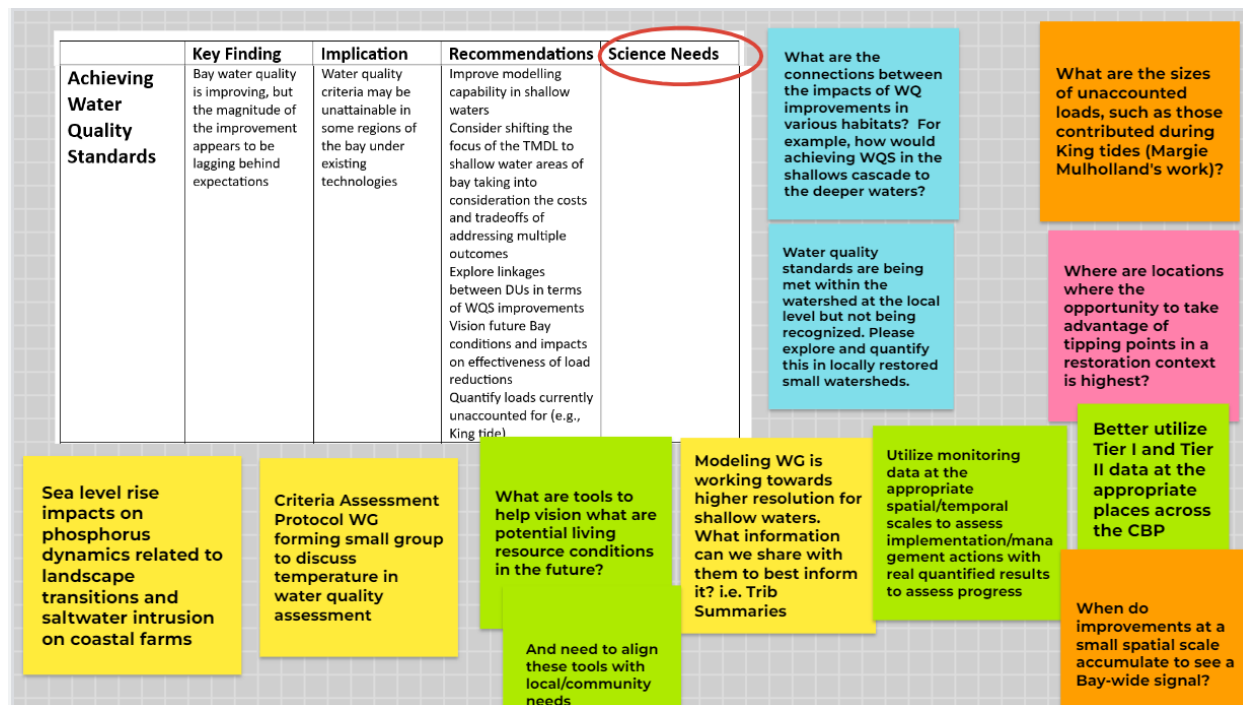 Key Finding
Implication
Recommendations
Science Needs
Achieving
Water
Quality
Standards
Bay water quality
is improving, but
the magnitude of
the improvement
appears to be
lagging behind
expectations
Water quality
criteria may be
unattainable in
some regions of
the bay under
existing
technologies
Improve modelling
capability in shallow
waters
Consider shifting the
focus of the TMDL to
shallow water areas of
bay taking into
consideration the costs
and tradeoffs of
addressing multiple
outcomes
Explore linkages
between DUs in terms
of WQS improvements
Vision future Bay
conditions and impacts
on effectiveness of load
reductions
Quantify loads currently
unaccounted for (e.g.,
King tide)
What are the
connections between
the impacts of WQ
improvements in
various habitats? For
example, how would
achieving WQS in the
shallows cascade to
the deeper waters?
What are the sizes
of unaccounted
loads, such as those
contributed during
King tides (Margie
Mulholland's work)?
Water quality
standards are being
met within the
watershed at the local
level but not being
recognized. Please
explore and quantify
this in locally restored
small watersheds.
Where are locations
where the
opportunity to take
advantage of
tipping points in a
restoration context
is highest?
Sea level rise
impacts on
phosphorus
dynamics related to
landscape
transitions and
saltwater intrusion
on coastal farms
Criteria Assessment
Protocol WG
forming small group
to discuss
temperature in
water quality
assessment
What are tools to
help vision what are
potential living
resource conditions
in the future?
And need to align
these tools with
local/community
needs
Modeling WG is
working towards
higher resolution for
shallow waters.
What information
can we share with
them to best inform
it? i.e. Trib
Summaries
Utilize monitoring
data at the
appropriate
spatial/temporal
scales to assess
implementation/mana
gement actions with
real quantified results
to assess progress
Better utilize
Tier I and Tier
II data at the
appropriate
places across
the CBP
When do
improvements at a
small spatial scale
accumulate to see a
Bay-wide signal?